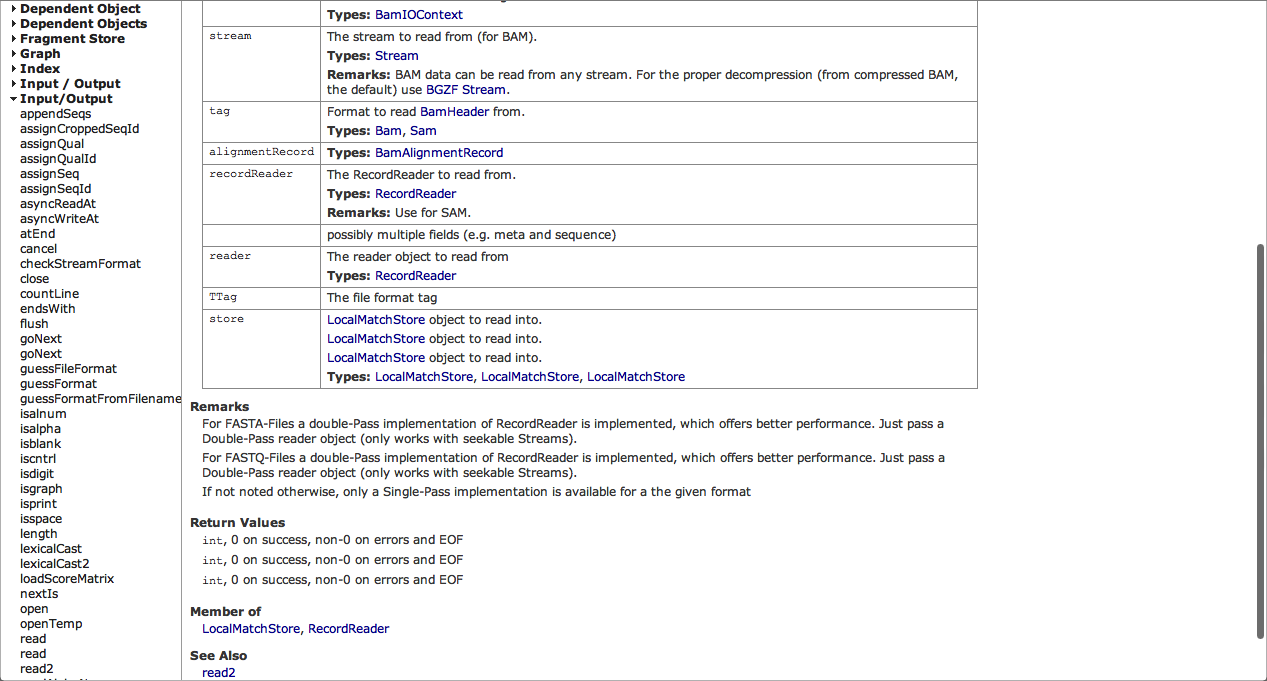 Dependent Object
Dependent Objects
Fragment Store
Graph
Index
Input / Output
Input/Output
appendSeqs
assignCroppedSeqId
assignQual
assignQualId
assignSeq
assignSeqId
asyncReadAt
asyncWriteAt
atEnd
cancel
checkStreamFormat
close
countLine
endsWith
flush
goNext
goNext
guessFileFormat
guessFormat
guessFormatFromFilename
isalnum
isalpha
isblank
iscntrl
isdigit
isgraph
isprint
isspace
length
lexicalCast
lexicalCast2
loadScoreMatrix
nextIs
open
openTemp
read
read
read2
Types: BamIOContext
stream
The stream to read from (for BAM).
Types: Stream
Remarks: BAM data can be read from any stream. For the proper decompression (from compressed BAM,
the default) use BGZF Stream.
tag
Format to read BamHeader from.
Types: Bam, Sam
alignmentRecord
Types: BamAlignmentRecord
recordReader
The RecordReader to read from.
Types: RecordReader
Remarks: Use for SAM.
possibly multiple fields (e.g. meta and sequence)
reader
The reader object to read from
Types: RecordReader
TTag
The file format tag
store
LocalMatchStore object to read into.
LocalMatchStore object to read into.
LocalMatchStore object to read into.
Types: LocalMatchStore, LocalMatchStore, LocalMatchStore
Remarks
For FASTA-Files a double-Pass implementation of RecordReader is implemented, which offers better performance. Just pass a
Double-Pass reader object (only works with seekable Streams).
For FASTQ-Files a double-Pass implementation of RecordReader is implemented, which offers better performance. Just pass a
Double-Pass reader object (only works with seekable Streams).
If not noted otherwise, only a Single-Pass implementation is available for a the given format
Return Values
int, 0 on success, non-0 on errors and EOF
int, 0 on success, non-0 on errors and EOF
int, 0 on success, non-0 on errors and EOF
Member of
LocalMatchStore, RecordReader
See Also
read2